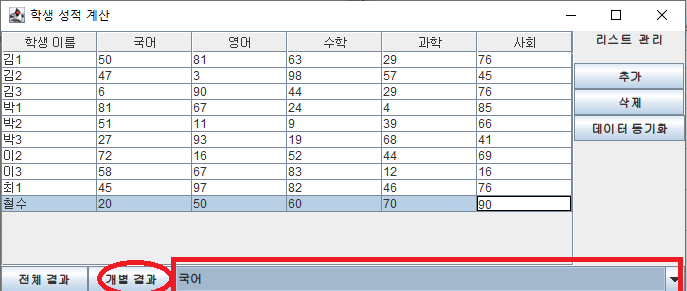 학생 성적 계산
학생 이름 국어 영어 수학 과학 사회
리스트 관리
김1 50 81 63 29 76
김2 47 3 98 57 45
추가
김3 6 90 44 29 76
삭제
박1 81 67 24 4 85
박2 51 11 9 39 66
데이터 동기화
박3 27 93 19 68 41
이2 72 16 52 44 69
이3 58 67 83 12 16
최1 45 97 82 46 76
철수 20 50 60 70 90
전체 결과 개별 결과 국어